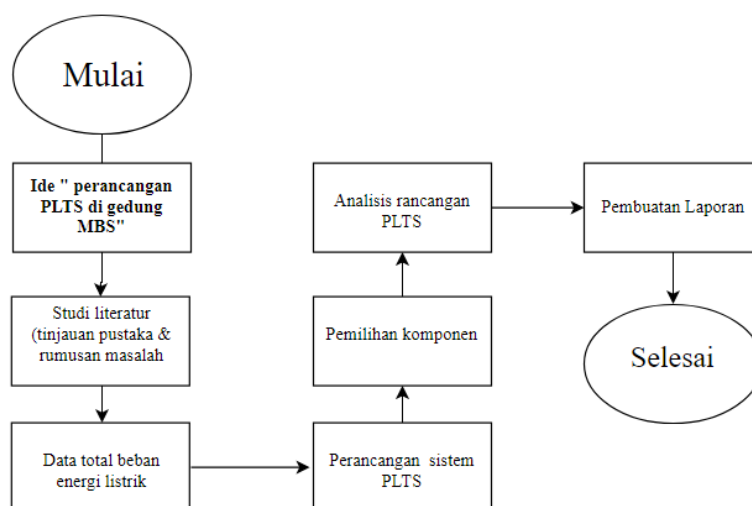 Mulai
Ide " perancangan
PLTS di gedung
MBS"
Studi literatur
(tinjauan pustaka &
rumusan masalah
Data total beban
energi listrik
Perancangan sistem
PLTS
Pemilihan komponen
Analisis rancangan
PLTS
Pembuatan Laporan
Selesai